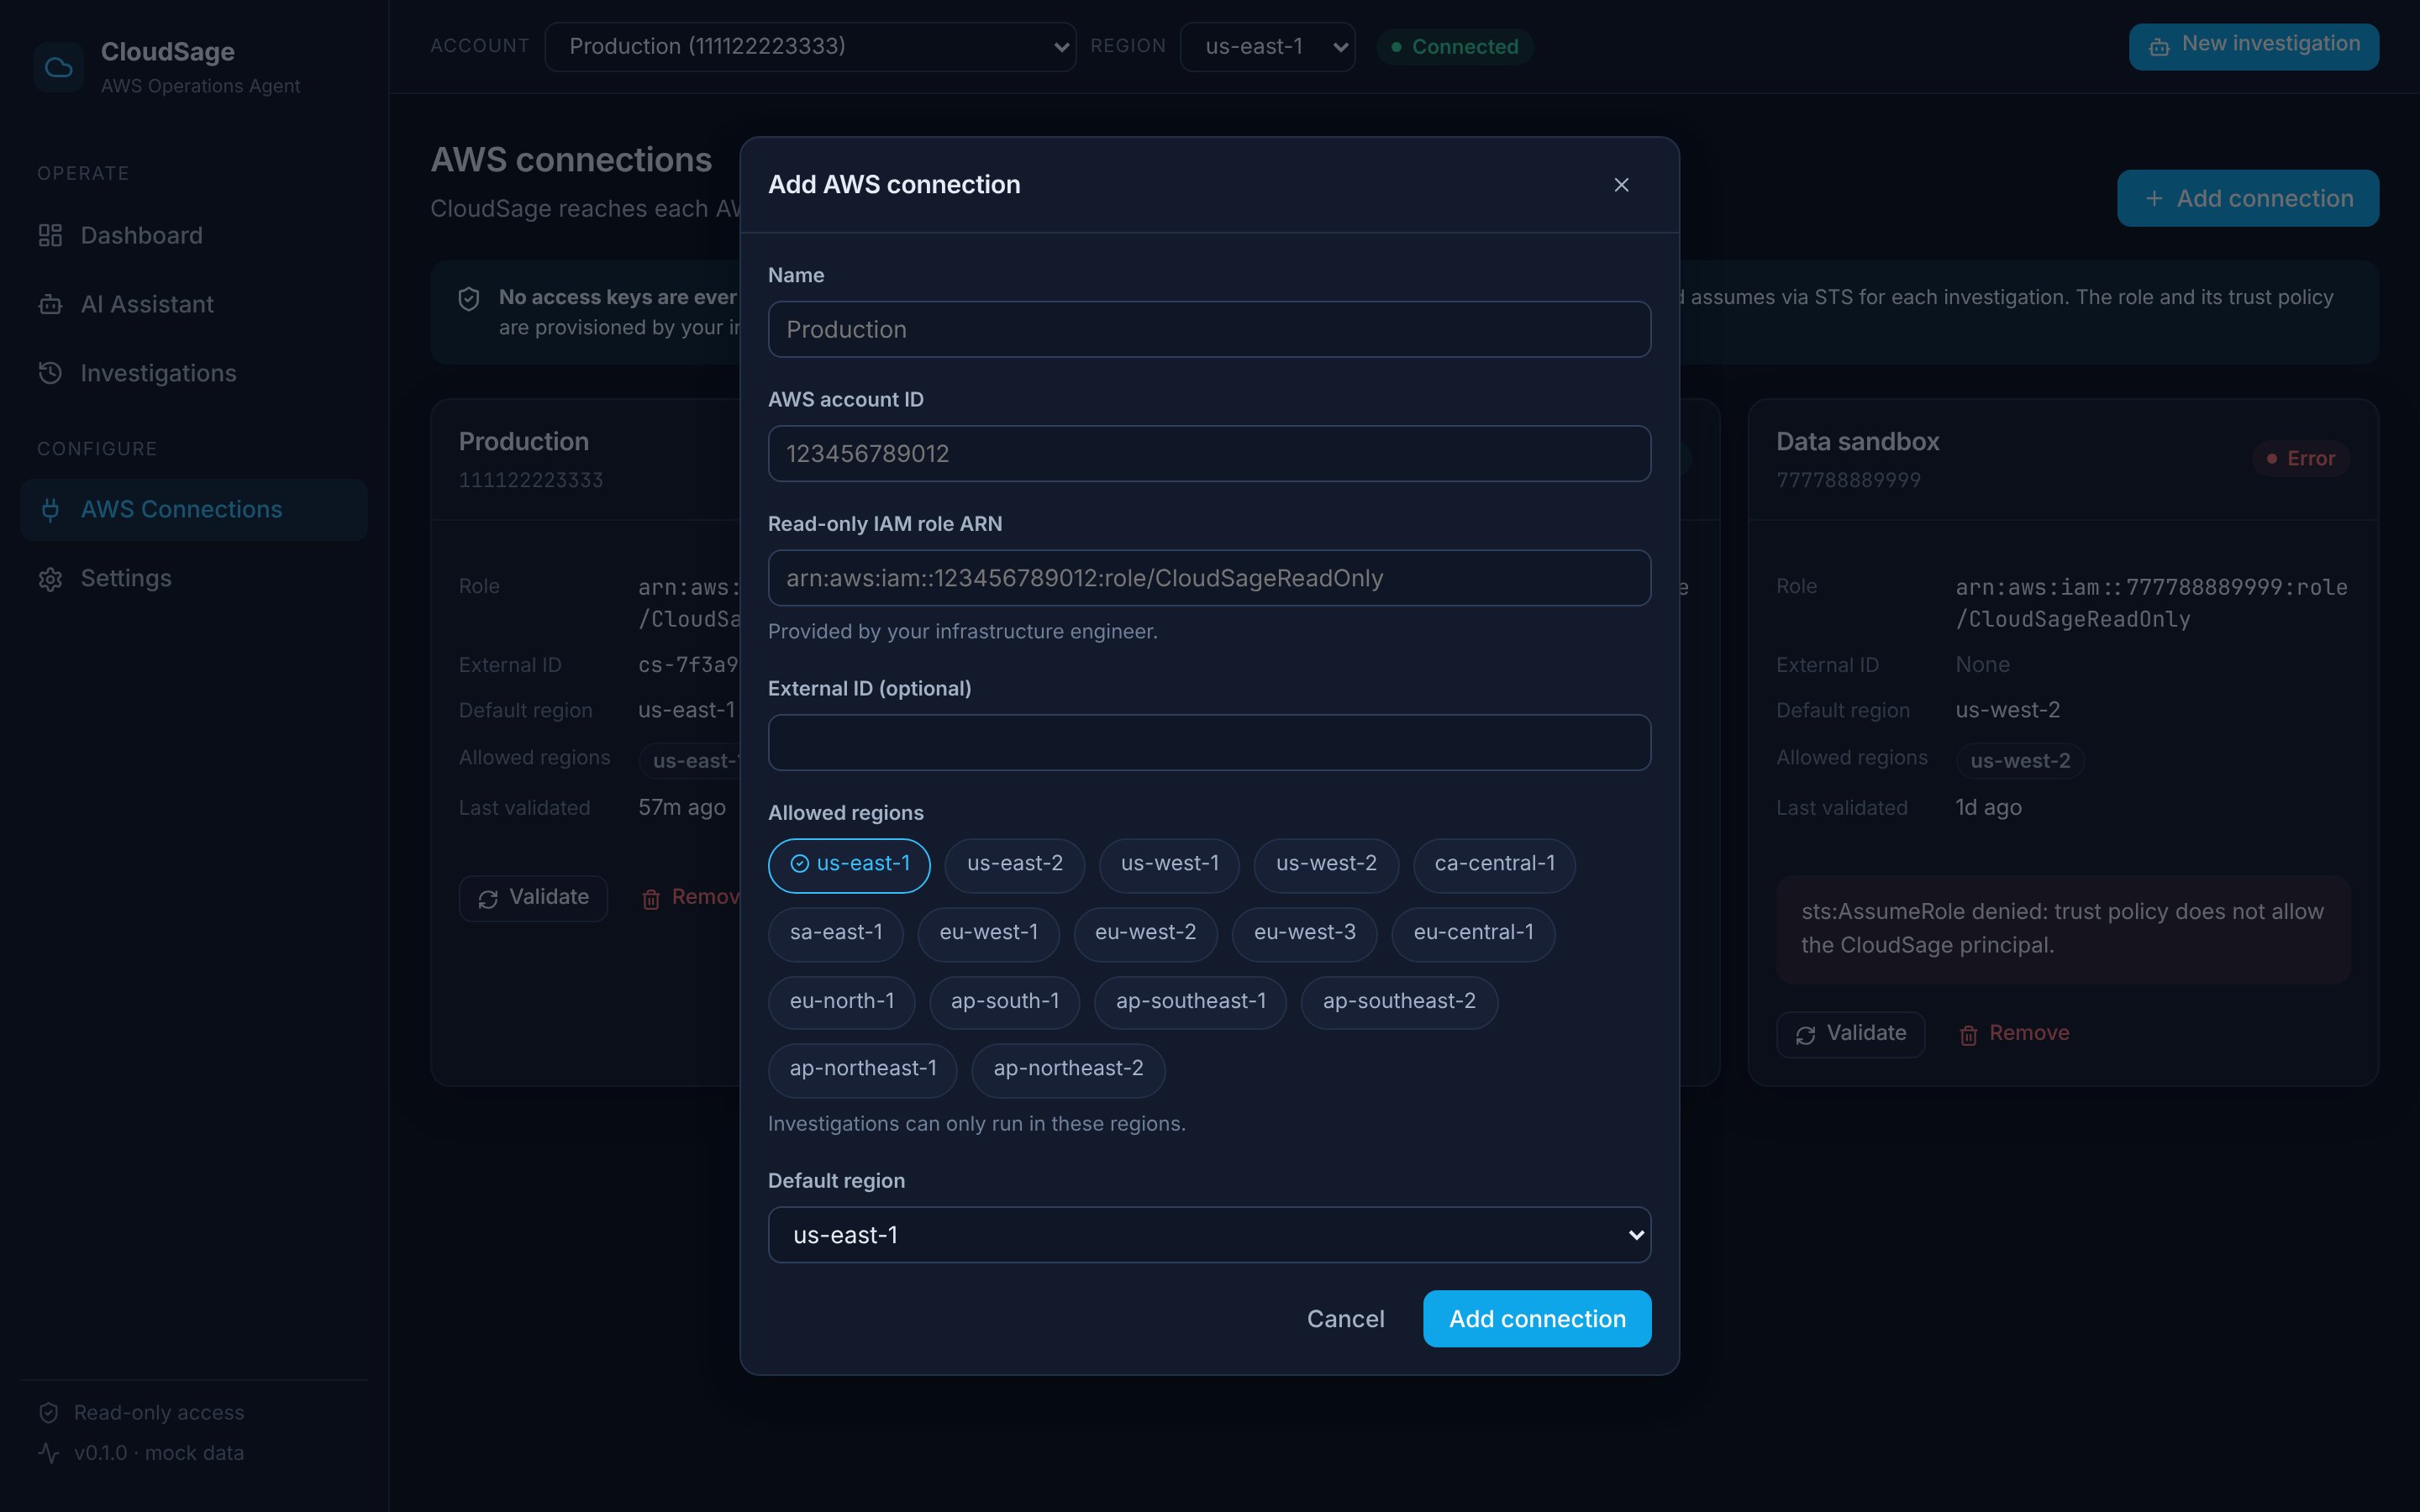 CloudSage
AWS Operations Agent
OPERATE
Dashboard
AI Assistant
Investigations
CONFIGURE
AWS Connections
Settings
Read-only access
v0.1.0 · mock data
ACCOUNT Production (111122223333) REGION us-east-1 Connected New investigation
AWS connections
CloudSage reaches each
Add connection
No access keys are ever
assumes via STS for each investigation. The role and its trust policy
are provisioned by your
Production
111122223333
Role arn:aws:
External ID cs-7f3a9
Default region us-east-1
Allowed regions
Last validated 57m ago
Validate
Add AWS connection
Name
Production
AWS account ID
123456789012
Read-only IAM role ARN
arn:aws:iam::123456789012:role/CloudSageReadOnly
Provided by your infrastructure engineer.
External ID (optional)
Allowed regions
us-east-1 us-east-2 us-west-1 us-west-2 ca-central-1
sa-east-1 eu-west-1 eu-west-2 eu-west-3 eu-central-1
eu-north-1 ap-south-1 ap-southeast-1 ap-southeast-2
ap-northeast-1 ap-northeast-2
Investigations can only run in these regions.
Default region
us-east-1
Cancel Add connection
Data sandbox
777788889999
Error
Role arn:aws:iam::777788889999:role
/CloudSageReadOnly
External ID None
Default region us-west-2
Allowed regions us-west-2
Last validated 1d ago
sts:AssumeRole denied: trust policy does not allow
the CloudSage principal.
Validate Remove